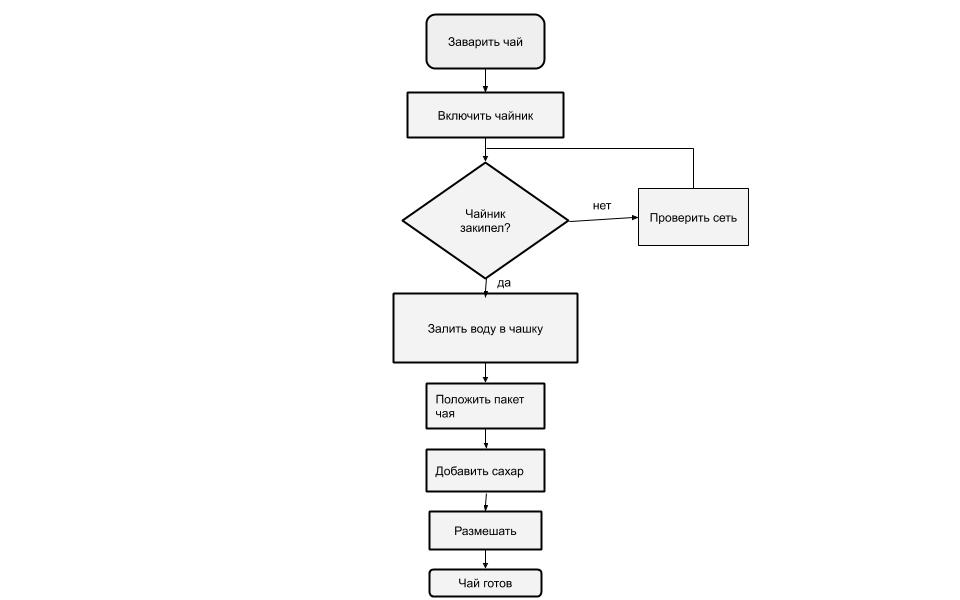 Заварить чай
Включить чайник
Чайник
закипел?
нет
Проверить сеть
да
Залить воду в чашку
Положить пакет
чая
Добавить сахар
Размешать
Чай готов